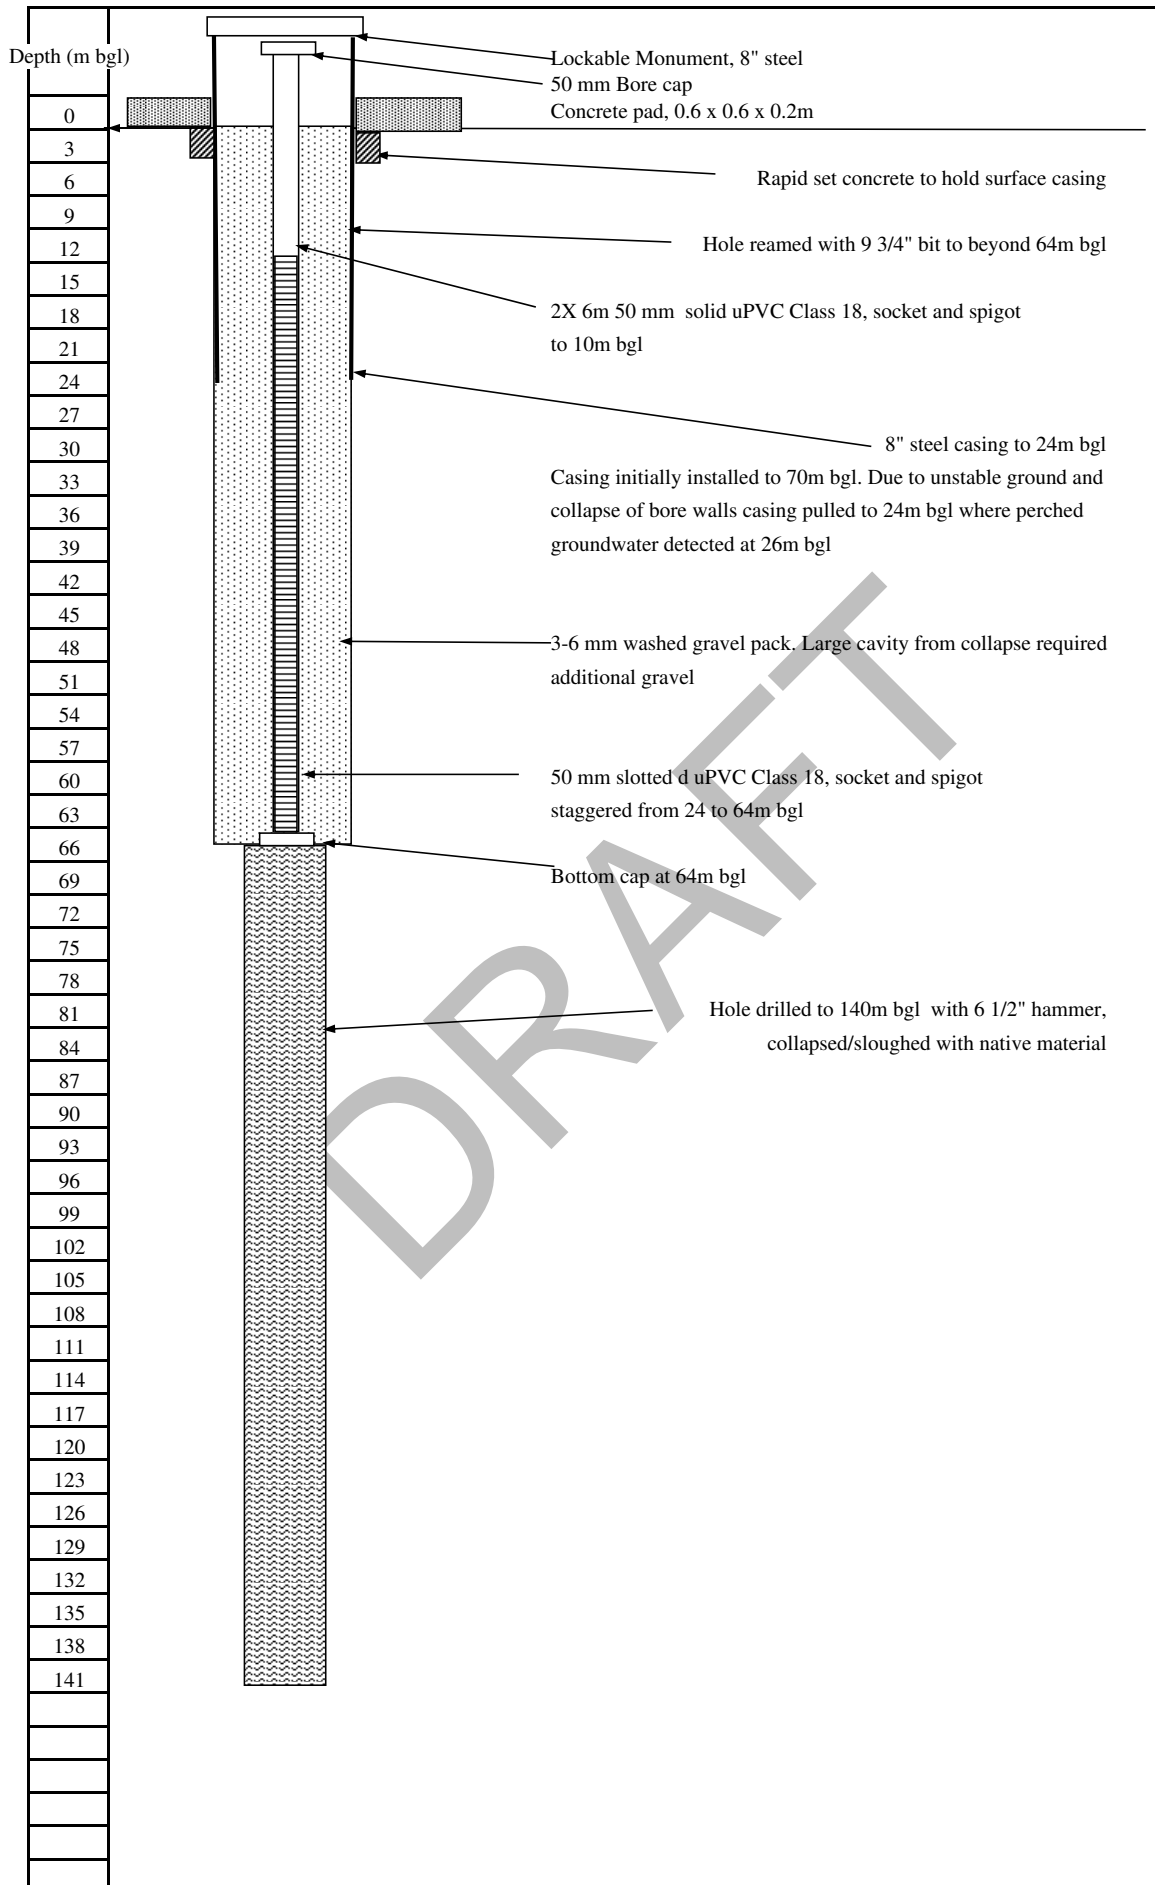 Depth (m bgl)
Lockable Monument, 8" steel
50 mm Bore cap
Concrete pad, 0.6 x 0.6 x 0.2m
0
3
6
Rapid set concrete to hold surface casing
9
12
Hole reamed with 9 3/4" bit to beyond 64m bgl
15
18
2X 6m 50 mm  solid uPVC Class 18, socket and spigot
to 10m bgl
21
24
27
30
8" steel casing to 24m bgl
33
Casing initially installed to 70m bgl. Due to unstable ground and
36
collapse of bore walls casing pulled to 24m bgl where perched
39
groundwater detected at 26m bgl
42
45
48
3-6 mm washed gravel pack. Large cavity from collapse required
51
additional gravel
54
57
60
50 mm slotted d uPVC Class 18, socket and spigot
63
staggered from 24 to 64m bgl
66
69
Bottom cap at 64m bgl
72
75
78
81
Hole drilled to 140m bgl  with 6 1/2" hammer,
84
collapsed/sloughed with native material
87
90
93
96
99
102
105
108
111
114
117
120
123
126
129
132
135
138
141
DRAFT